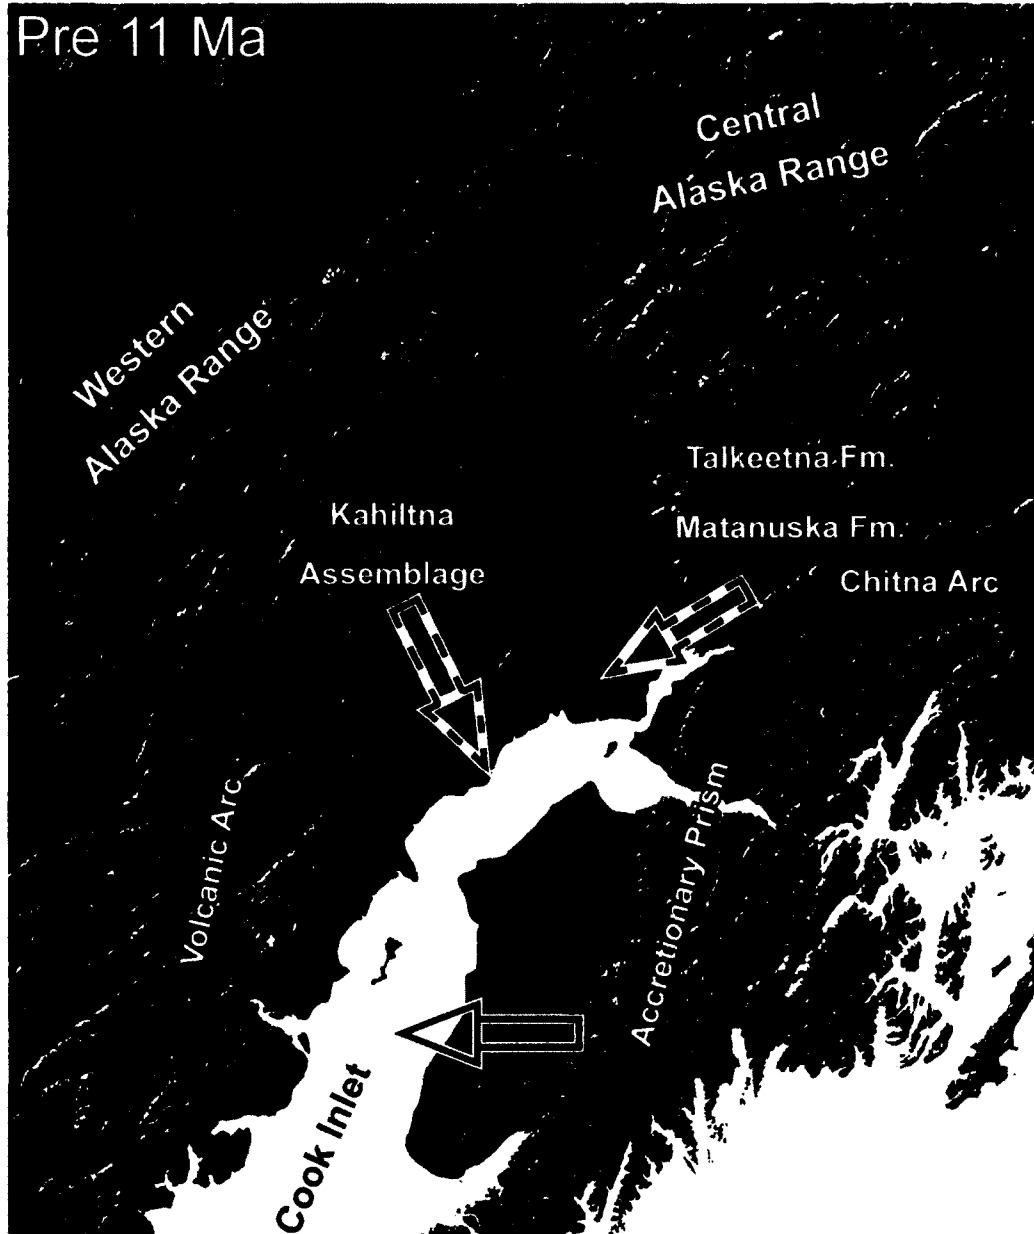 Pre 11 Ma
Central
Alaska Range
Western
Alaska Range
Talkeetna Fm.
Kahiltna
Matanuska Fm.
Assemblage
Chitna Arc
Volcanic Arc
Accretionary Prism
Cook Inlet